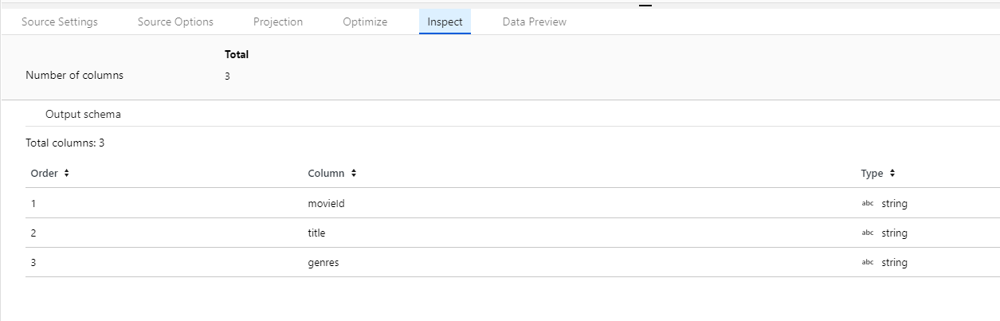 Source Settings Source Options Projection Optimize Inspect Data Preview
Total
Number of columns 3
Output schema
Total columns: 3
Order Column Type
1 movieId abc string
2 title abc string
3 genres abc string